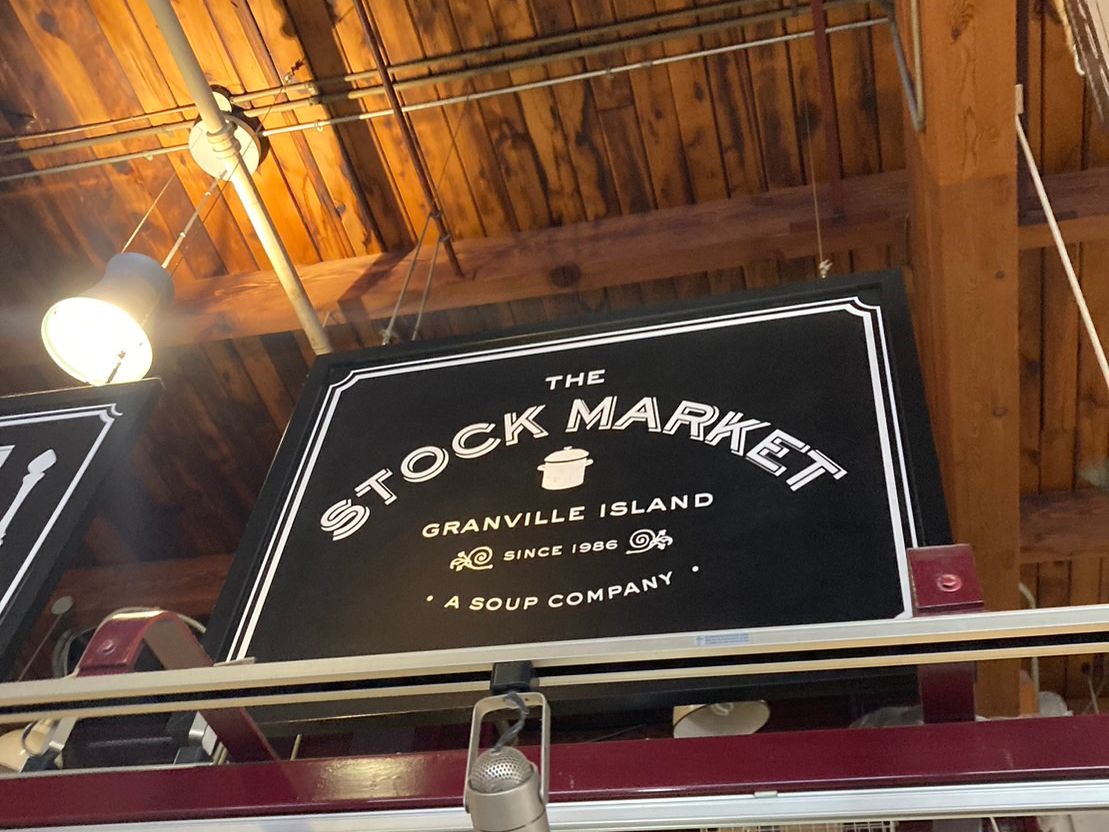 THE
STOCK MARKET
GRANVILLE ISLAND
SINCE 1986
• A SOUP COMPANY •